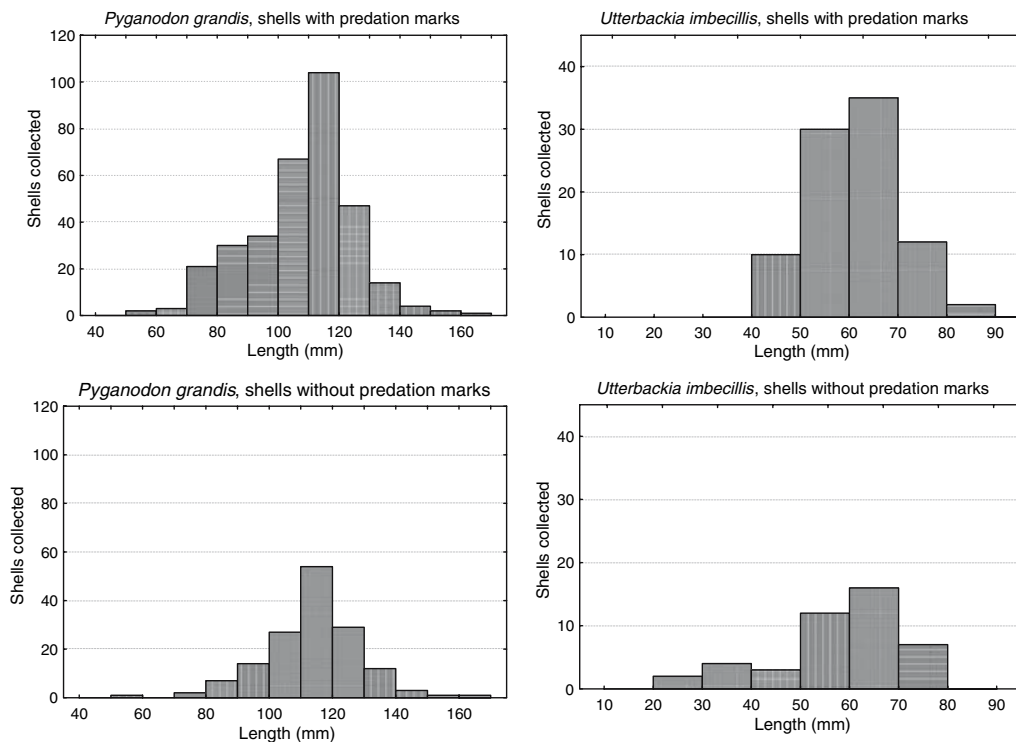 Pyganodon grandis, shells with predation marks
120
100
80
60
40
20
0
Shells collected
40 60 80 100 120 140 160
Length (mm)
Utterbackia imbecillis, shells with predation marks
40
30
20
10
0
Shells collected
10 20 30 40 50 60 70 80 90
Length (mm)
Pyganodon grandis, shells without predation marks
120
100
80
60
40
20
0
Shells collected
40 60 80 100 120 140 160
Length (mm)
Utterbackia imbecillis, shells without predation marks
40
30
20
10
0
Shells collected
10 20 30 40 50 60 70 80 90
Length (mm)